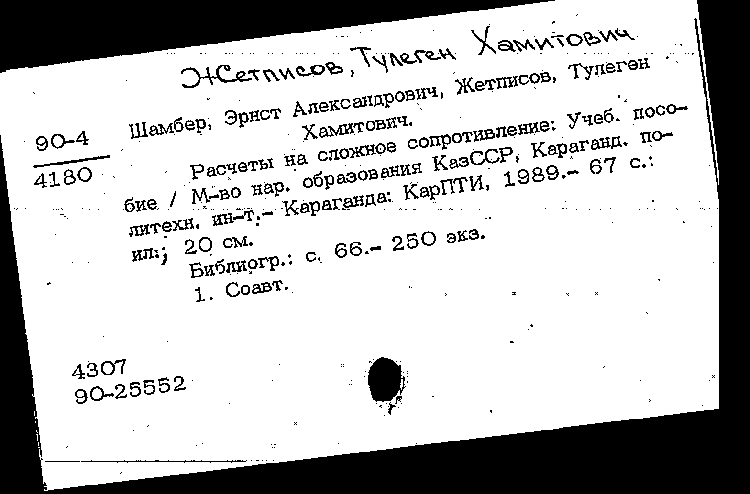 Жетписов, Тулеген Хамитович
90-4
4180
Шамбер, Эрнст Александрович, Жетписов, Тулеген
Хамитович.
Расчеты на сложное сопротивление: Учеб. посо-
бие / М-во нар. образования КазССР, Караганд. по-
литехн. ин-т.- Караганда: КарПТИ, 1989.- 67 с.:
ил.; 20 см.
Библиогр.: с. 66.- 250 экз.
1. Соавт.
4307
90-25552